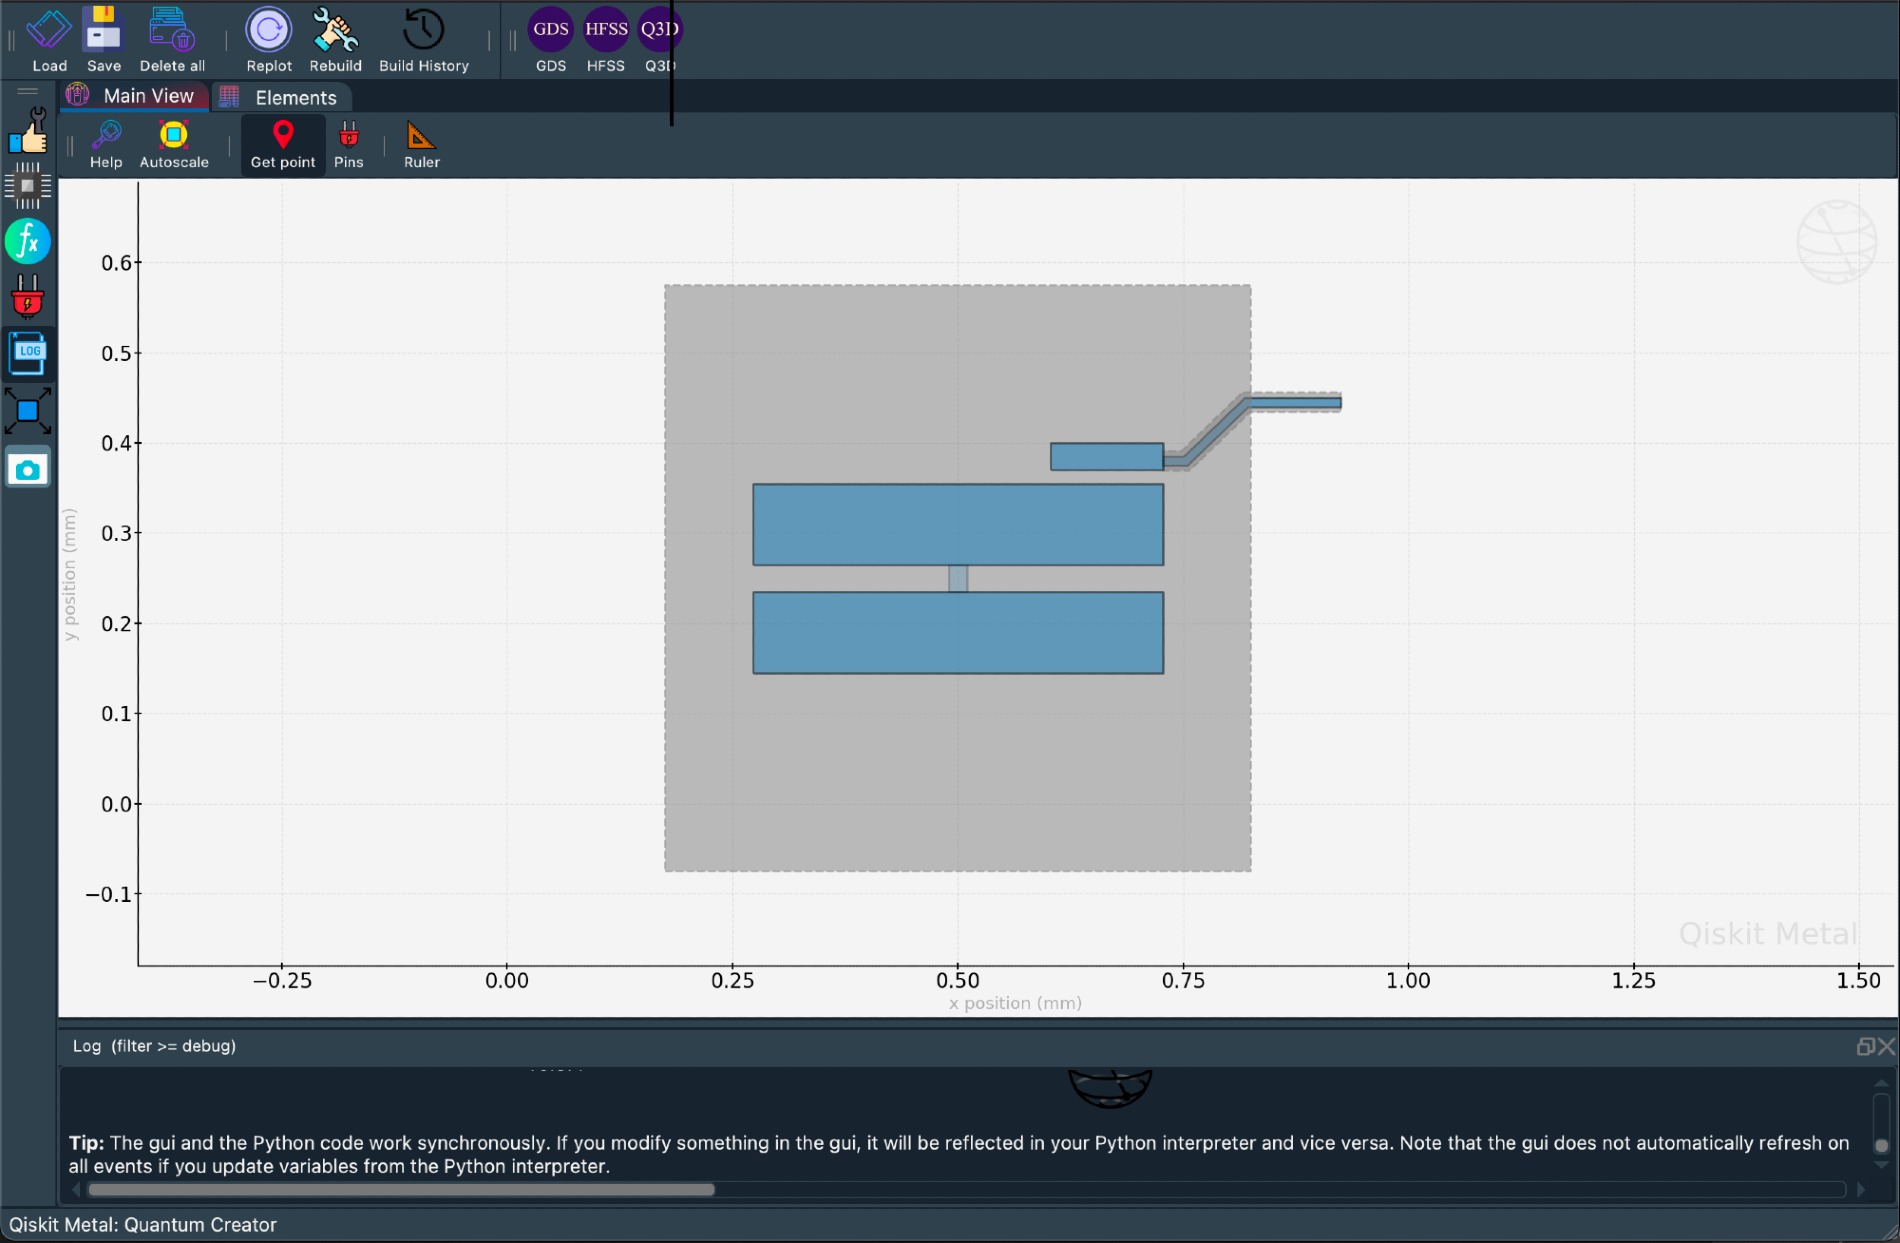 GDS HFSS Q3D
Load Save Delete all Replot Rebuild Build History GDS HFSS Q3D
Main View Elements
Help Autoscale Get point Pins Ruler
fx
LOG
0.6
0.5
0.4
0.3
0.2
0.1
0.0
−0.1
y position (mm)
Qiskit Metal
−0.25 0.00 0.25 0.50 0.75 1.00 1.25 1.50
x position (mm)
Log (filter >= debug)
Tip: The gui and the Python code work synchronously. If you modify something in the gui, it will be reflected in your Python interpreter and vice versa. Note that the gui does not automatically refresh on
all events if you update variables from the Python interpreter.
Qiskit Metal: Quantum Creator